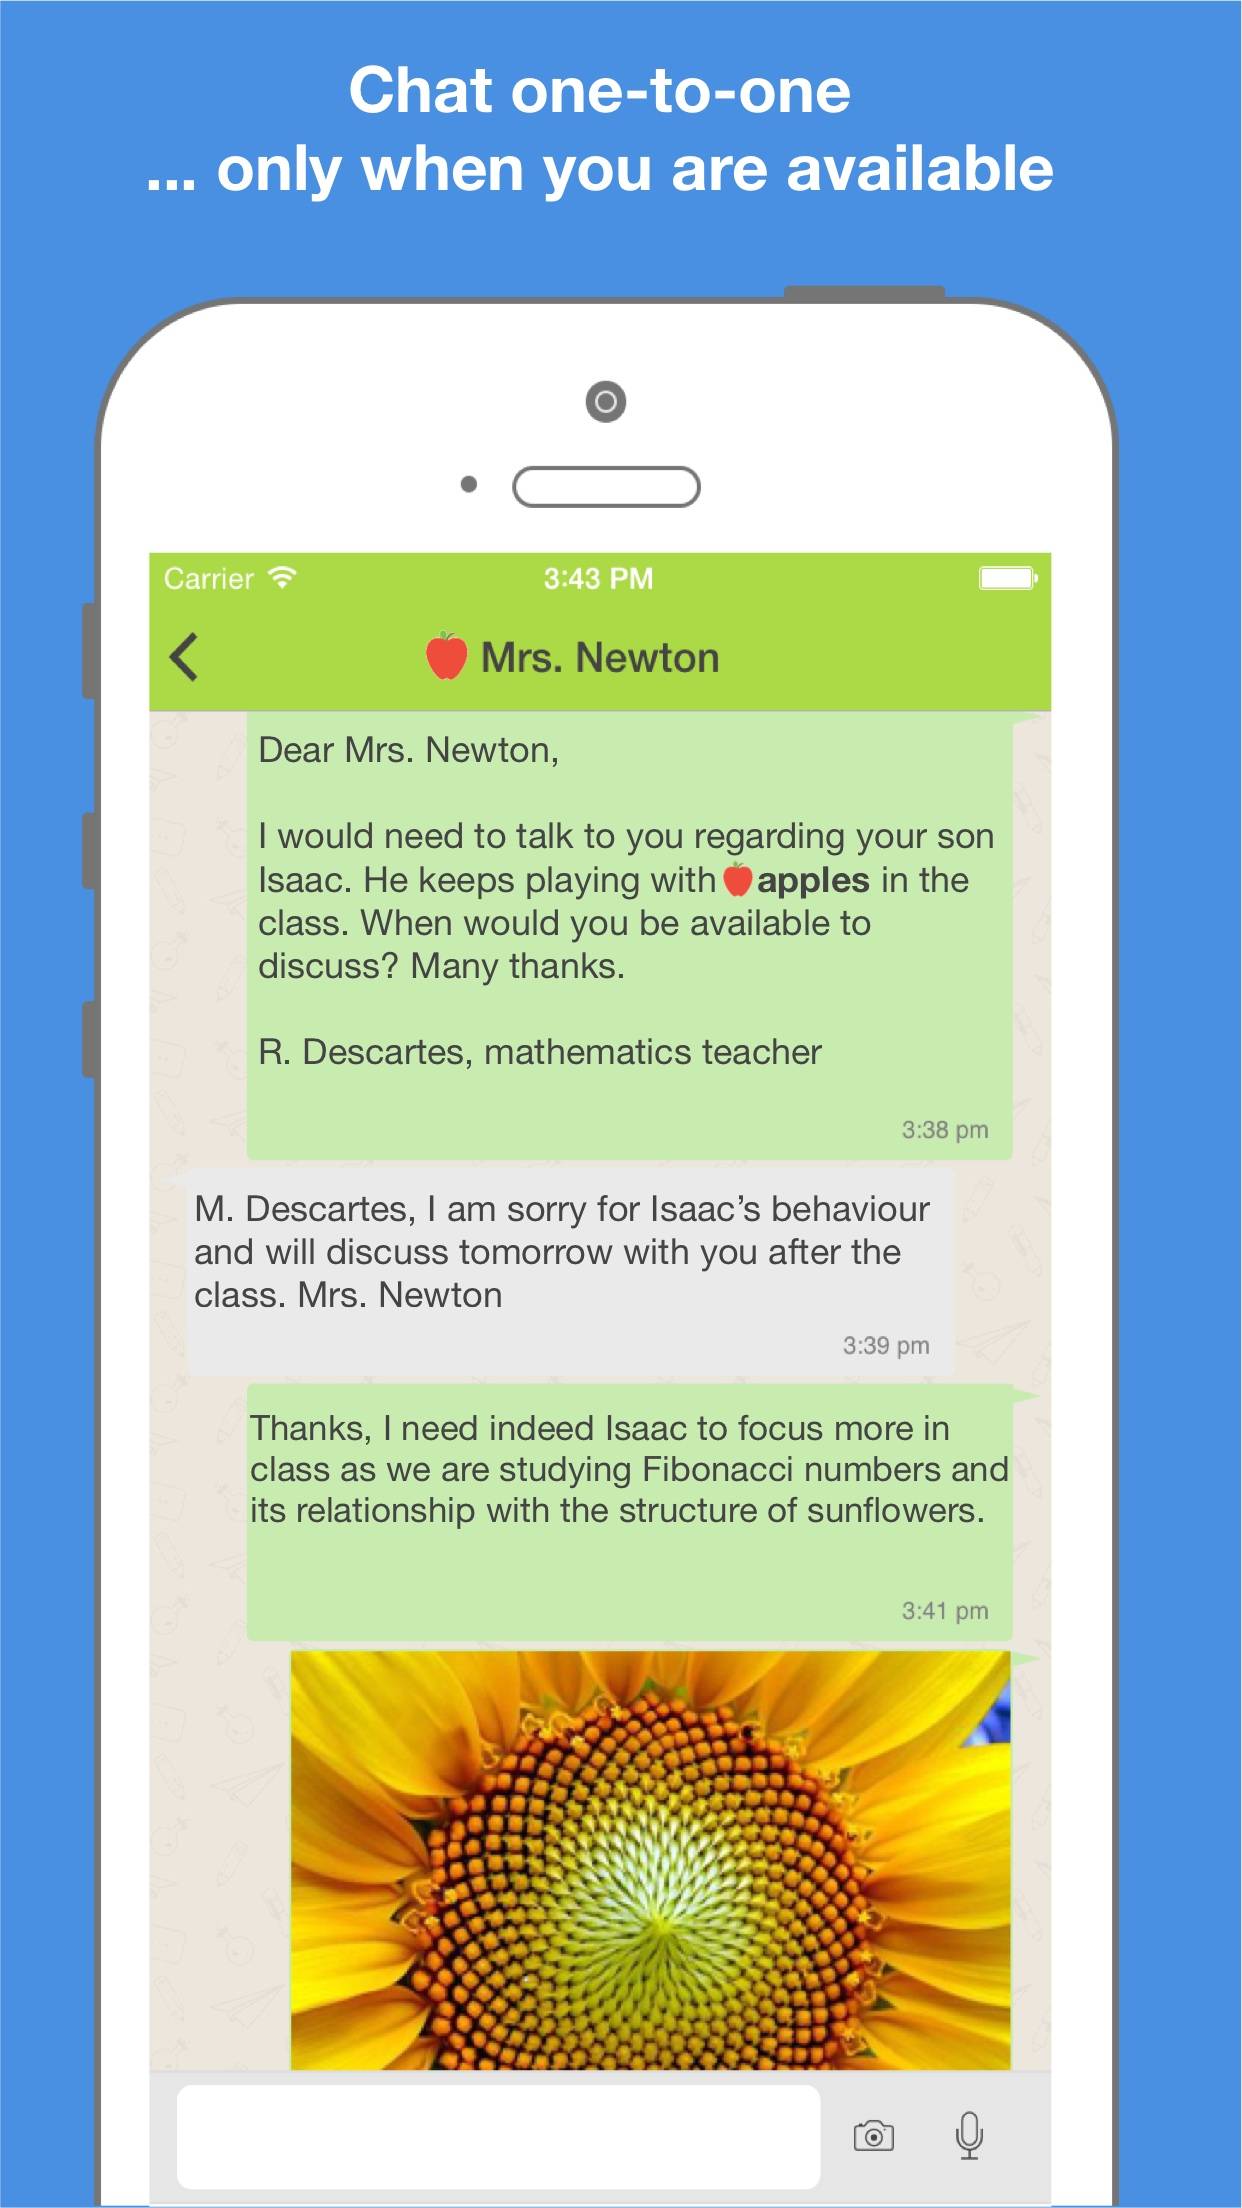 Chat one-to-one
... only when you are available
Carrier
3:43 PM
Mrs. Newton
Dear Mrs. Newton,
I would need to talk to you regarding your son
Isaac. He keeps playing with apples in the
class. When would you be available to
discuss? Many thanks.
R. Descartes, mathematics teacher
3:38 pm
M. Descartes, I am sorry for Isaac’s behaviour
and will discuss tomorrow with you after the
class. Mrs. Newton
3:39 pm
Thanks, I need indeed Isaac to focus more in
class as we are studying Fibonacci numbers and
its relationship with the structure of sunflowers.
3:41 pm